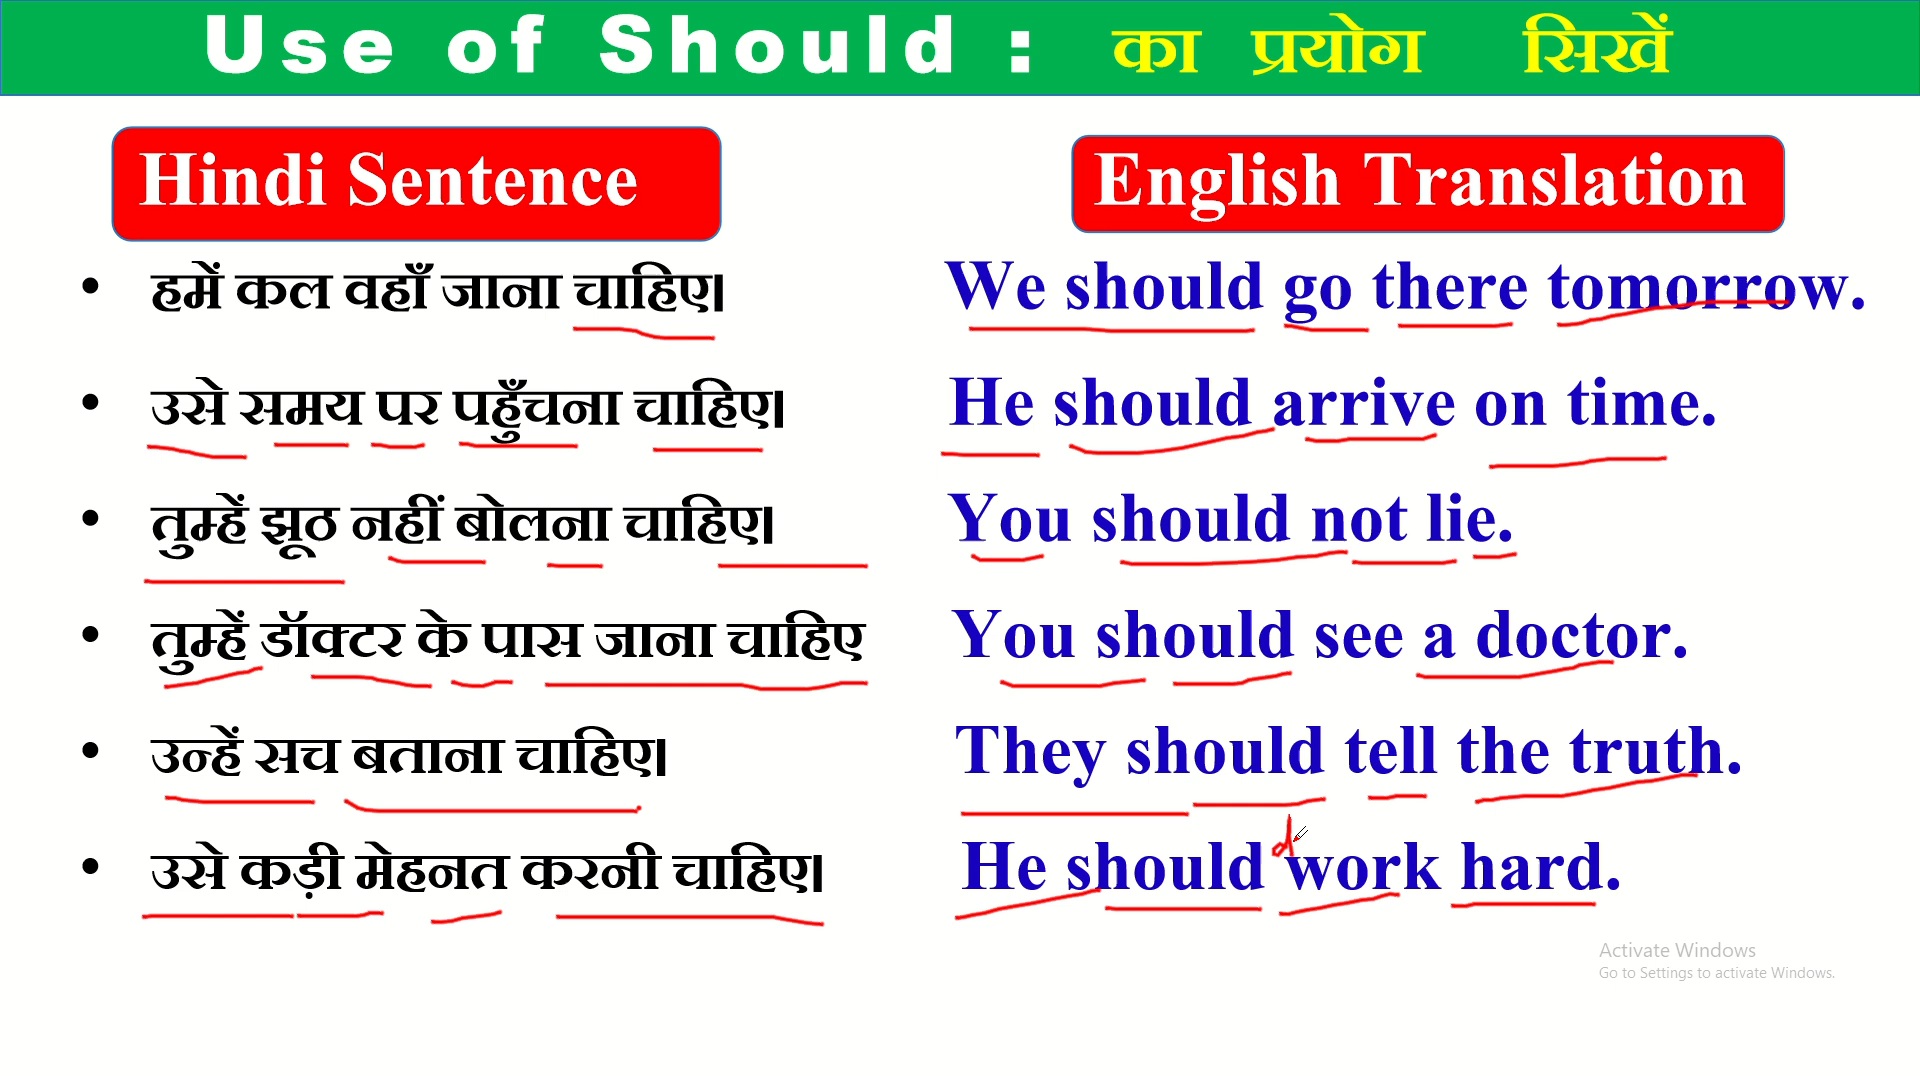 Use of Should : का प्रयोग सिखें
Hindi Sentence
English Translation
• हमें कल वहाँ जाना चाहिए।
We should go there tomorrow.
• उसे समय पर पहुँचना चाहिए।
He should arrive on time.
• तुम्हें झूठ नहीं बोलना चाहिए।
You should not lie.
• तुम्हें डॉक्टर के पास जाना चाहिए
You should see a doctor.
• उन्हें सच बताना चाहिए।
They should tell the truth.
d
• उसे कड़ी मेहनत करनी चाहिए।
He should work hard.
Activate Windows
Go to Settings to activate Windows.